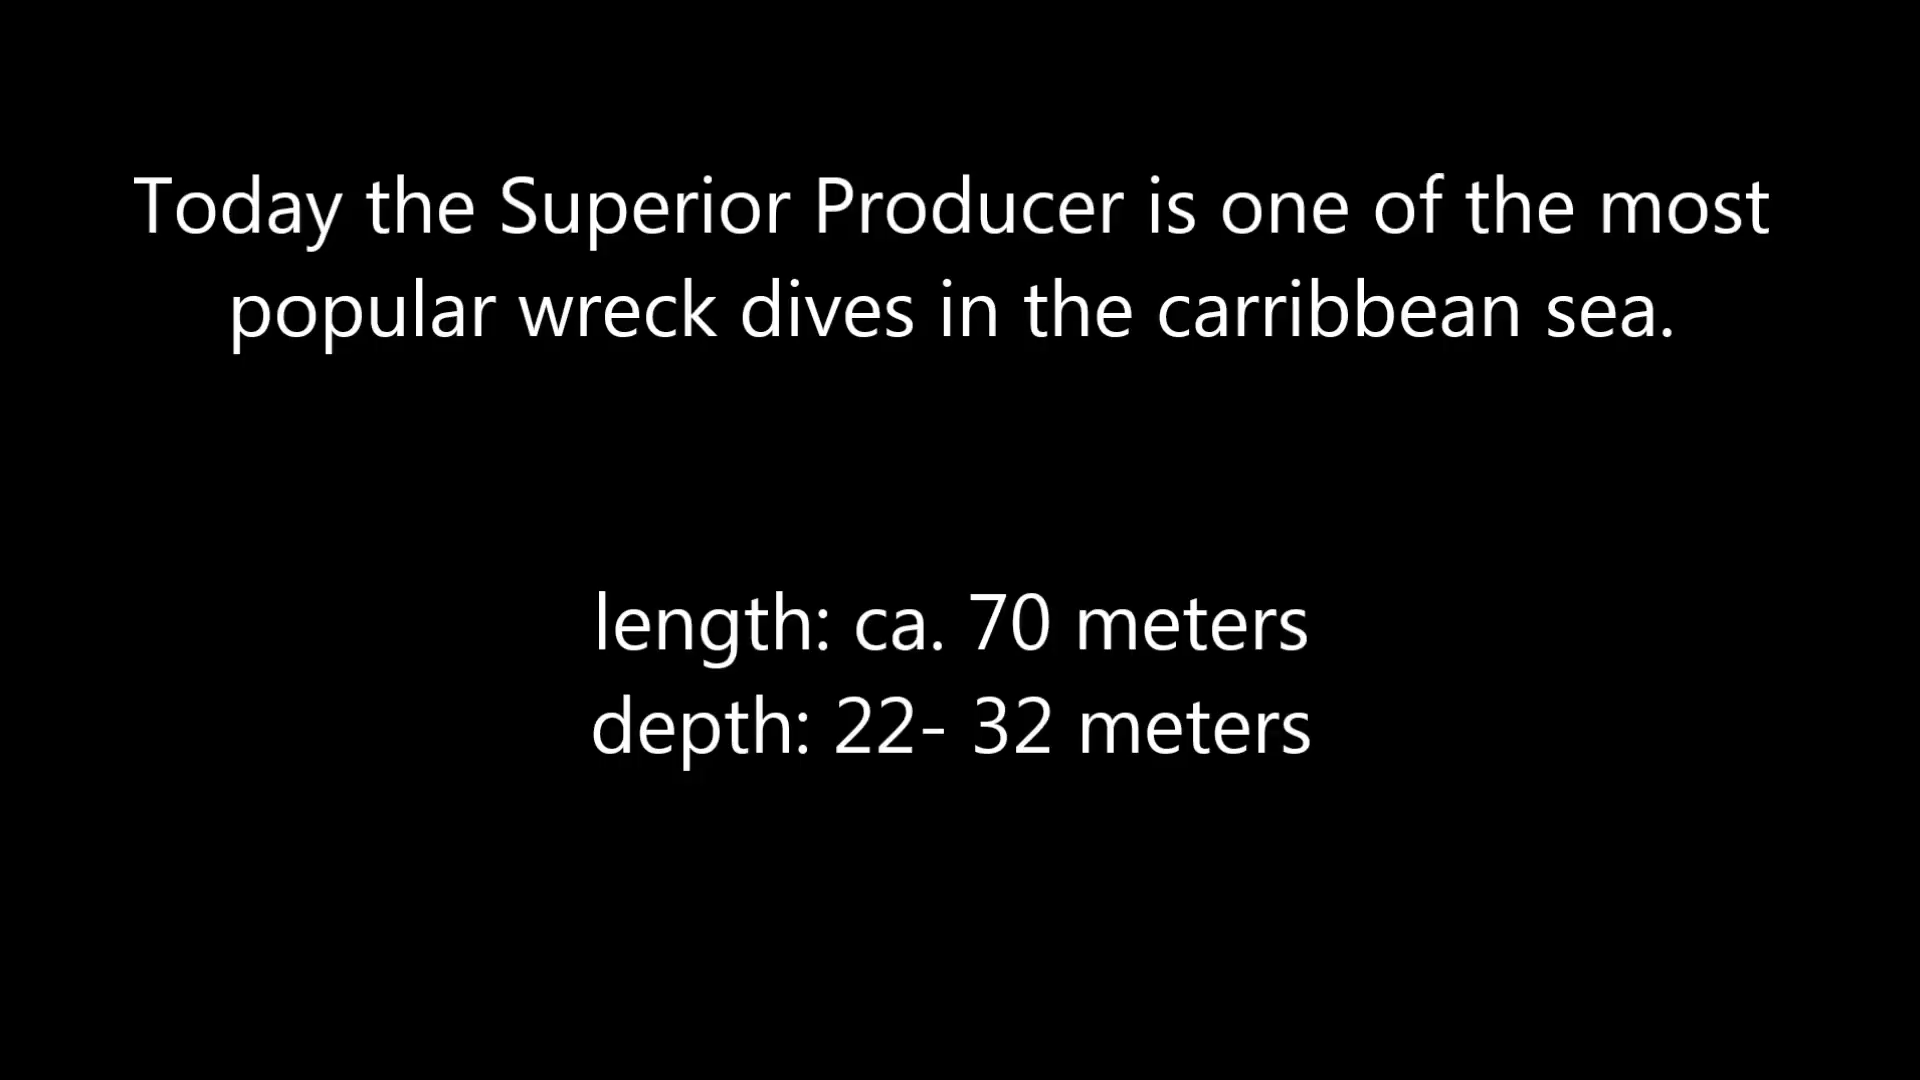 Today the Superior Producer is one of the most
popular wreck dives in the carribbean sea.
length: ca. 70 meters
depth: 22- 32 meters